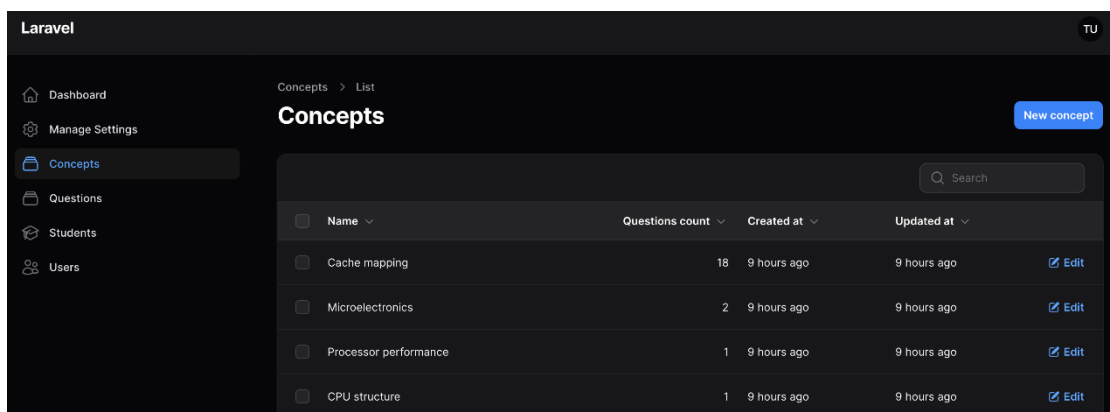 Laravel
TU
Dashboard
Manage Settings
Concepts
Questions
Students
Users
Concepts > List
Concepts
New concept
Search
Name Questions count Created at Updated at
Cache mapping 18 9 hours ago 9 hours ago Edit
Microelectronics 2 9 hours ago 9 hours ago Edit
Processor performance 1 9 hours ago 9 hours ago Edit
CPU structure 1 9 hours ago 9 hours ago Edit